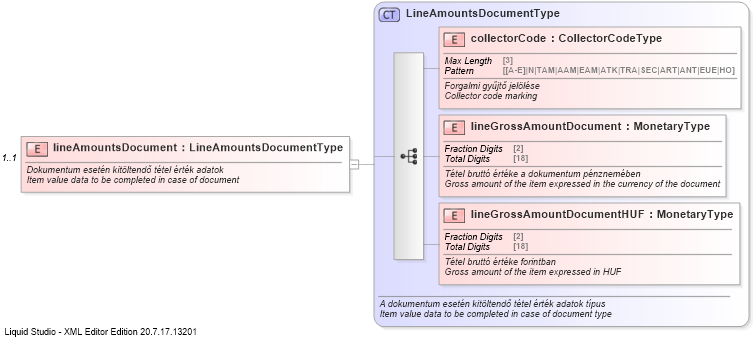 CT LineAmountsDocumentType
E collectorCode : CollectorCodeType
Max Length [3]
Pattern [[A-E]|N|TAM|AAM|EAM|ATK|TRA|SEC|ART|ANT|EUE|HO]
Forgalmi gyűjtő jelölése
Collector code marking
1..1
E lineAmountsDocument : LineAmountsDocumentType
Dokumentum esetén kitöltendő tétel érték adatok
Item value data to be completed in case of document
E lineGrossAmountDocument : MonetaryType
Fraction Digits [2]
Total Digits [18]
Tétel bruttó értéke a dokumentum pénznemében
Gross amount of the item expressed in the currency of the document
E lineGrossAmountDocumentHUF : MonetaryType
Fraction Digits [2]
Total Digits [18]
Tétel bruttó értéke forintban
Gross amount of the item expressed in HUF
A dokumentum esetén kitöltendő tétel érték adatok típus
Item value data to be completed in case of document type
Liquid Studio - XML Editor Edition 20.7.17.13201